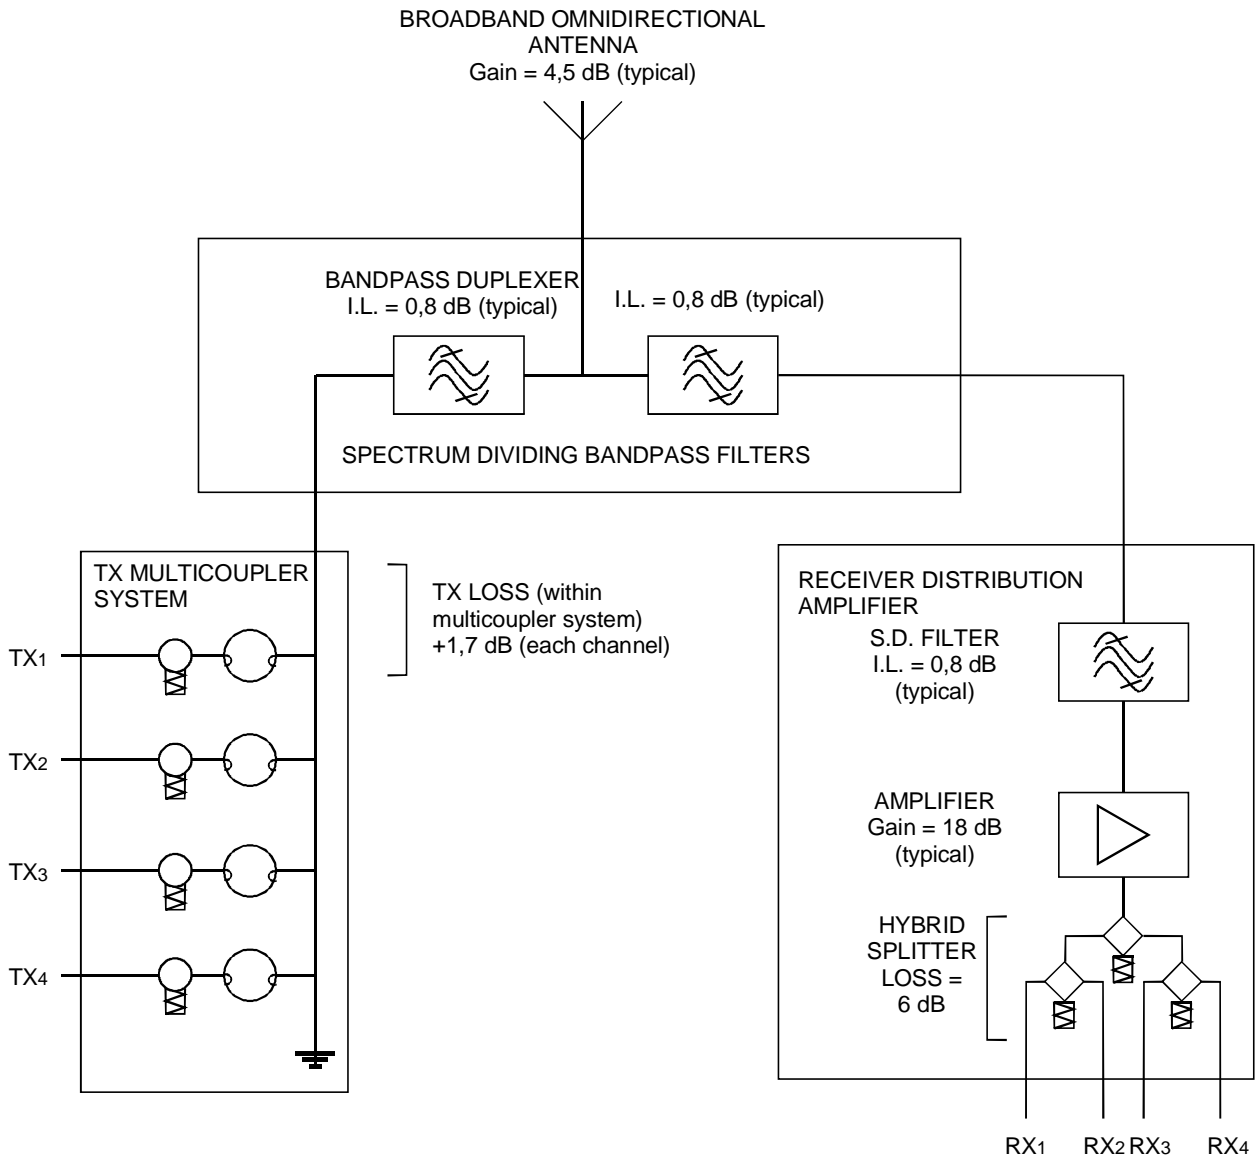 BROADBAND OMNIDIRECTIONAL
ANTENNA
Gain = 4,5 dB (typical)
BANDPASS DUPLEXER
I.L. = 0,8 dB (typical)
I.L. = 0,8 dB (typical)
SPECTRUM DIVIDING BANDPASS FILTERS
TX MULTICOUPLER
SYSTEM
TX LOSS (within
multicoupler system)
+1,7 dB (each channel)
TX1
TX2
TX3
TX4
RECEIVER DISTRIBUTION
AMPLIFIER
S.D. FILTER
I.L. = 0,8 dB
(typical)
AMPLIFIER
Gain = 18 dB
(typical)
HYBRID
SPLITTER
LOSS =
6 dB
RX1 RX2 RX3 RX4